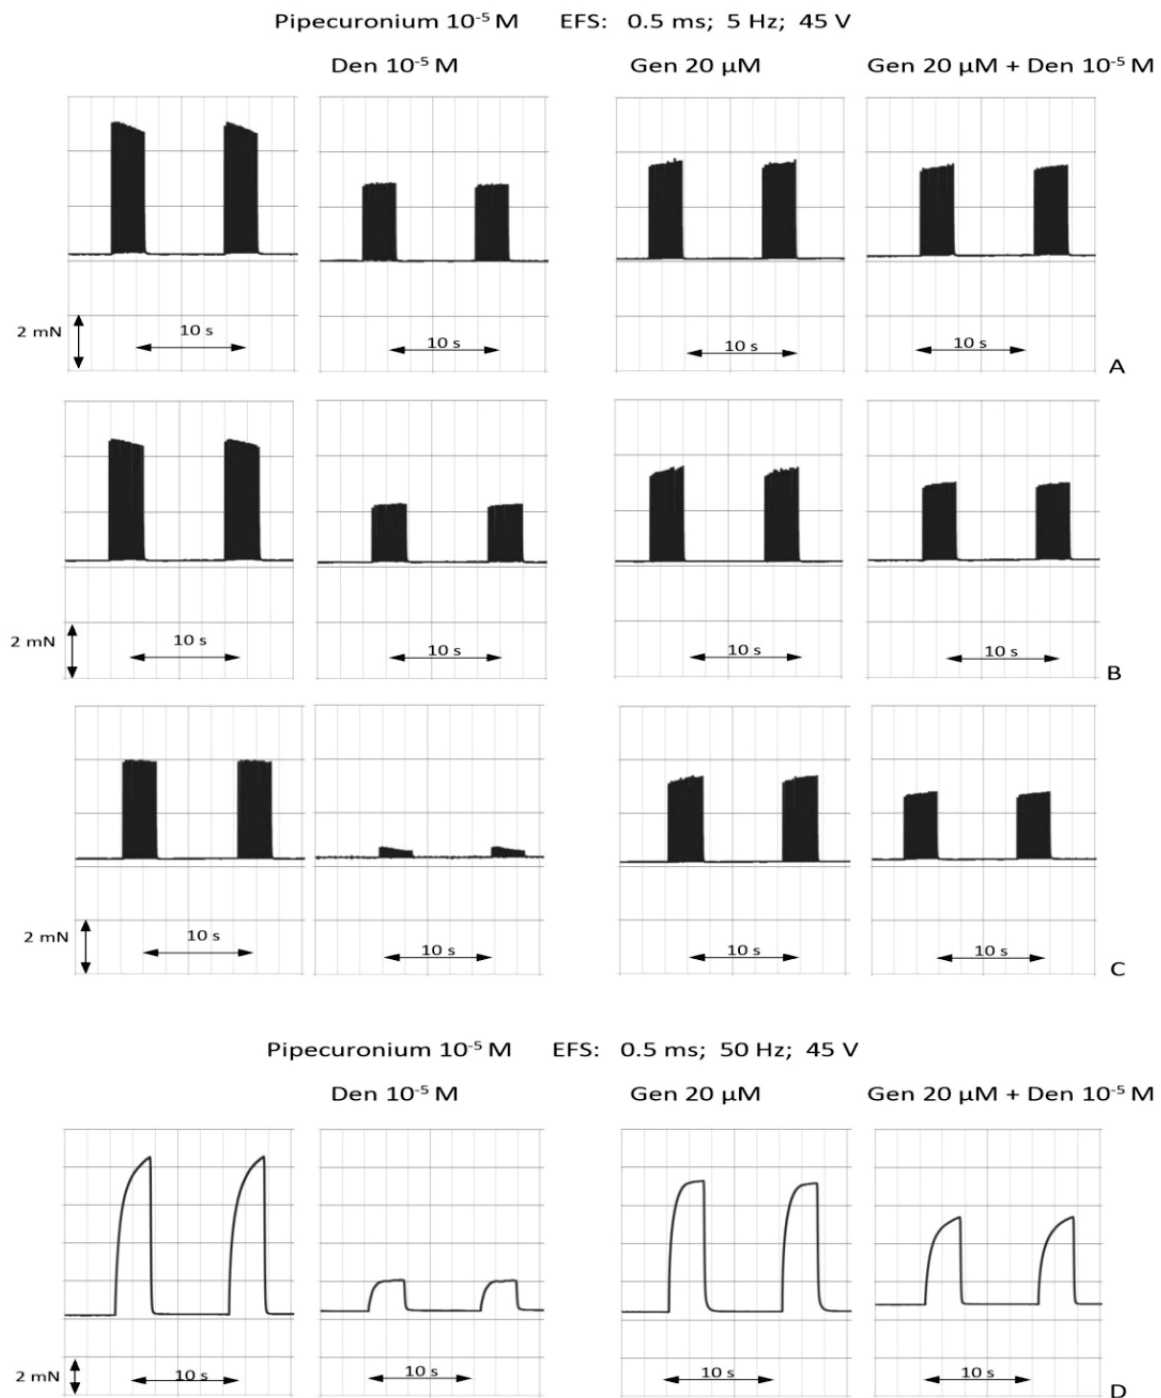 Pipecuronium 10⁻⁵ M EFS: 0.5 ms; 5 Hz; 45 V
Den 10⁻⁵ M Gen 20 µM Gen 20 µM + Den 10⁻⁵ M
2 mN 10 s 10 s 10 s 10 s
A
2 mN 10 s 10 s 10 s 10 s
B
2 mN 10 s 10 s 10 s 10 s
C
Pipecuronium 10⁻⁵ M EFS: 0.5 ms; 50 Hz; 45 V
Den 10⁻⁵ M Gen 20 µM Gen 20 µM + Den 10⁻⁵ M
2 mN 10 s 10 s 10 s 10 s
D